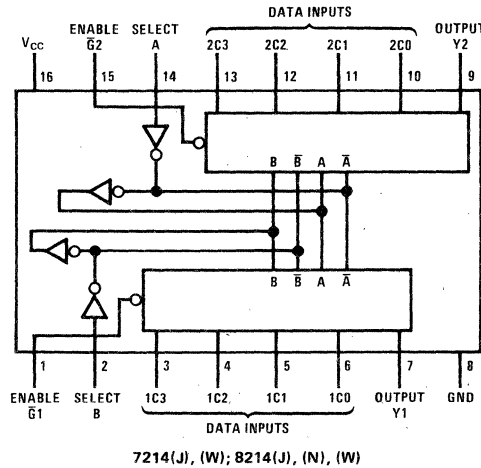 DATA INPUTS
ENABLE SELECT OUTPUT
VCC G̅2 A 2C3 2C2 2C1 2C0 Y2
16 15 14 13 12 11 10 9
B B̅ A A̅
B B̅ A A̅
1 2 3 4 5 6 7 8
ENABLE SELECT 1C3 1C2 1C1 1C0 OUTPUT GND
G̅1 B Y1
DATA INPUTS
7214(J), (W); 8214(J), (N), (W)